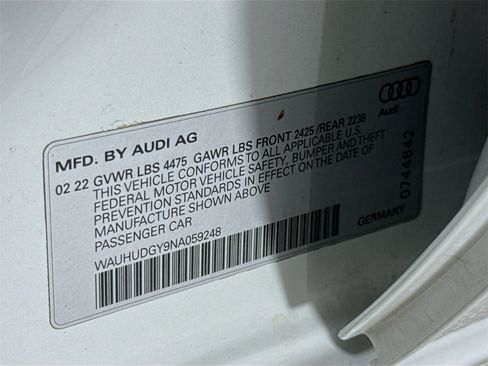 MFD. BY AUDI AG
Audi
02 22 GVWR LBS 4475 GAWR LBS FRONT 2425/REAR 2238
THIS VEHICLE CONFORMS TO ALL APPLICABLE U.S.
FEDERAL MOTOR VEHICLE SAFETY, BUMPER AND THEFT
PREVENTION STANDARDS IN EFFECT ON THE DATE OF
MANUFACTURE SHOWN ABOVE
PASSENGER CAR
WAUHUDGY9NA059248
GERMANY
0744642